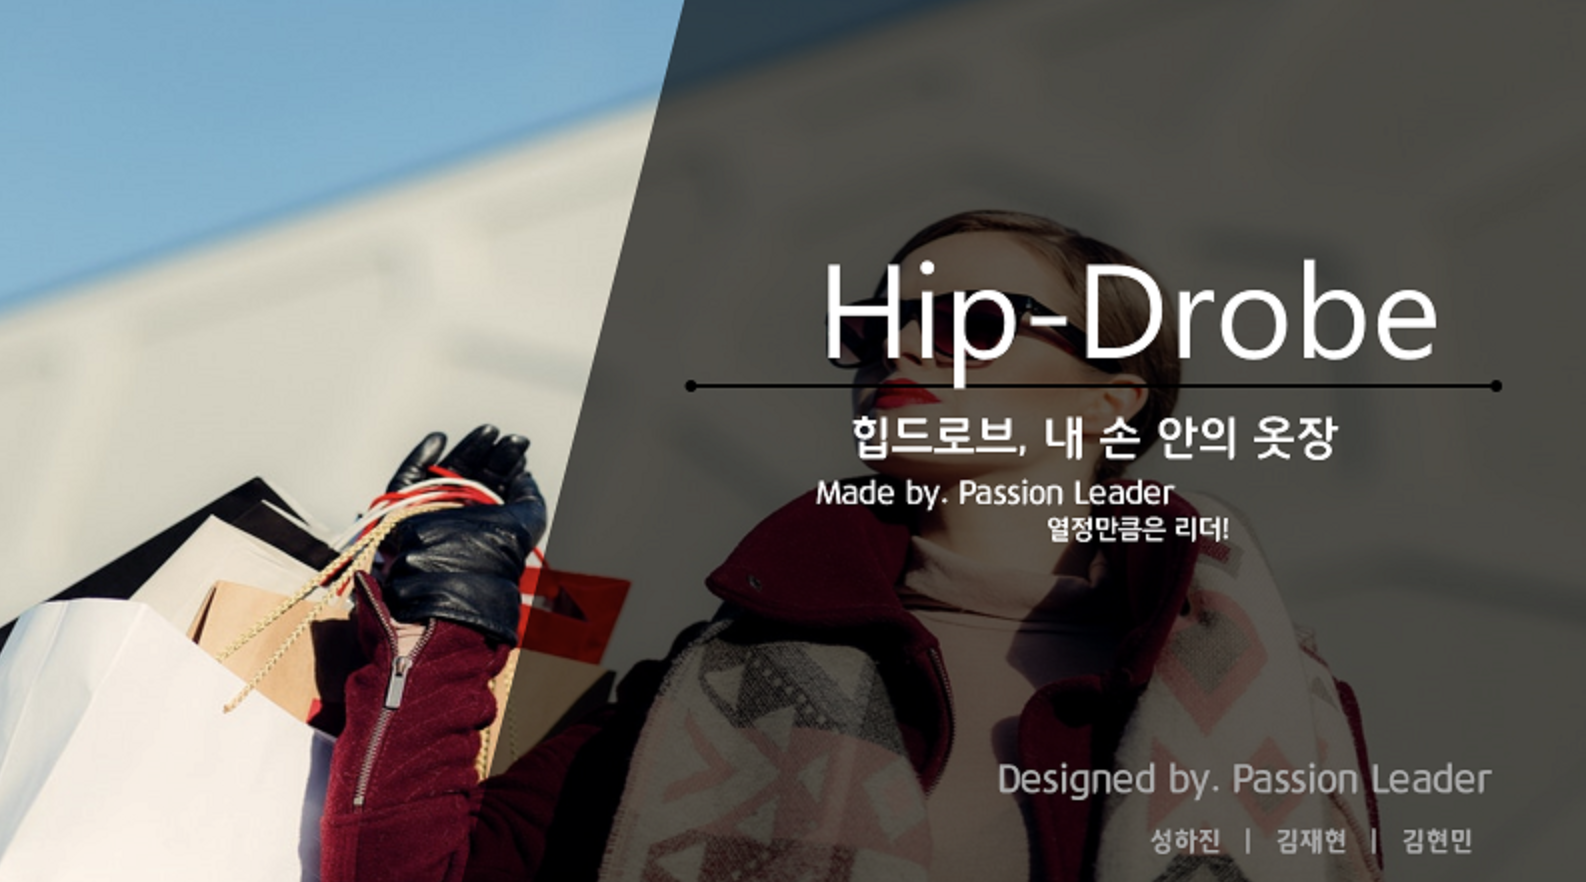 Hip-Drobe
힙드로브, 내 손 안의 옷장
Made by. Passion Leader
열정만큼은 리더!
Designed by. Passion Leader
성하진 | 김재현 | 김현민